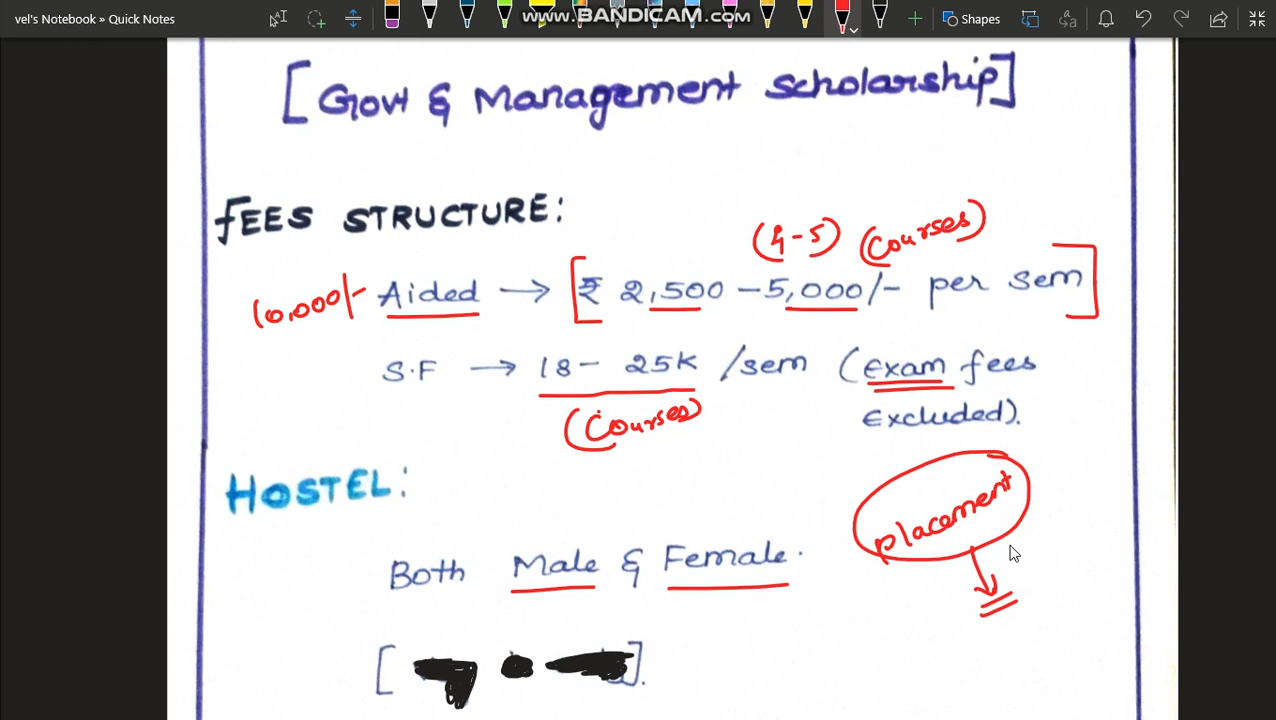 vel's Notebook » Quick Notes
www.BANDICAM.com
Shapes
[Govt & Management Scholarship]
FEES STRUCTURE:
(4-5) (Courses)
10,000/- Aided → [₹ 2,500 – 5,000/- per sem]
S.F → 18 – 25K /sem (Exam fees
Excluded).
(Courses)
HOSTEL:
placement
Both Male & Female.